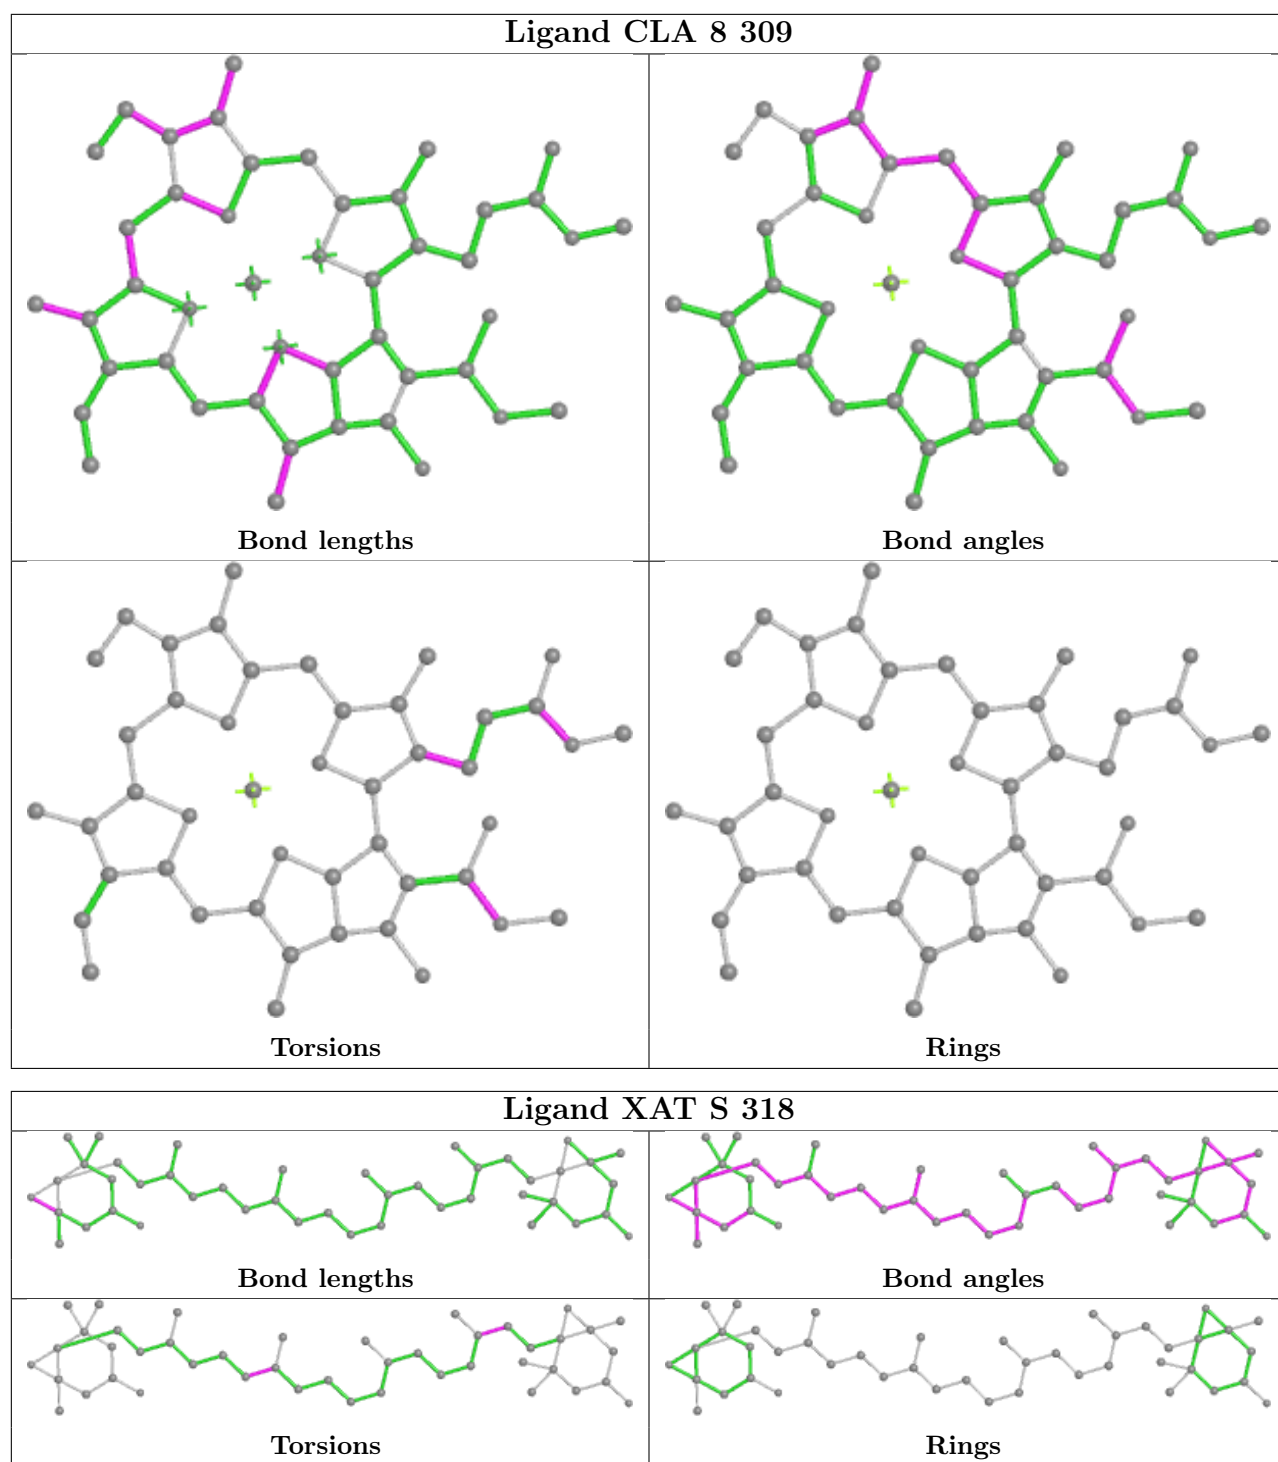 Ligand CLA 8 309
Bond lengths
Bond angles
Torsions
Rings
Ligand XAT S 318
Bond lengths
Bond angles
Torsions
Rings